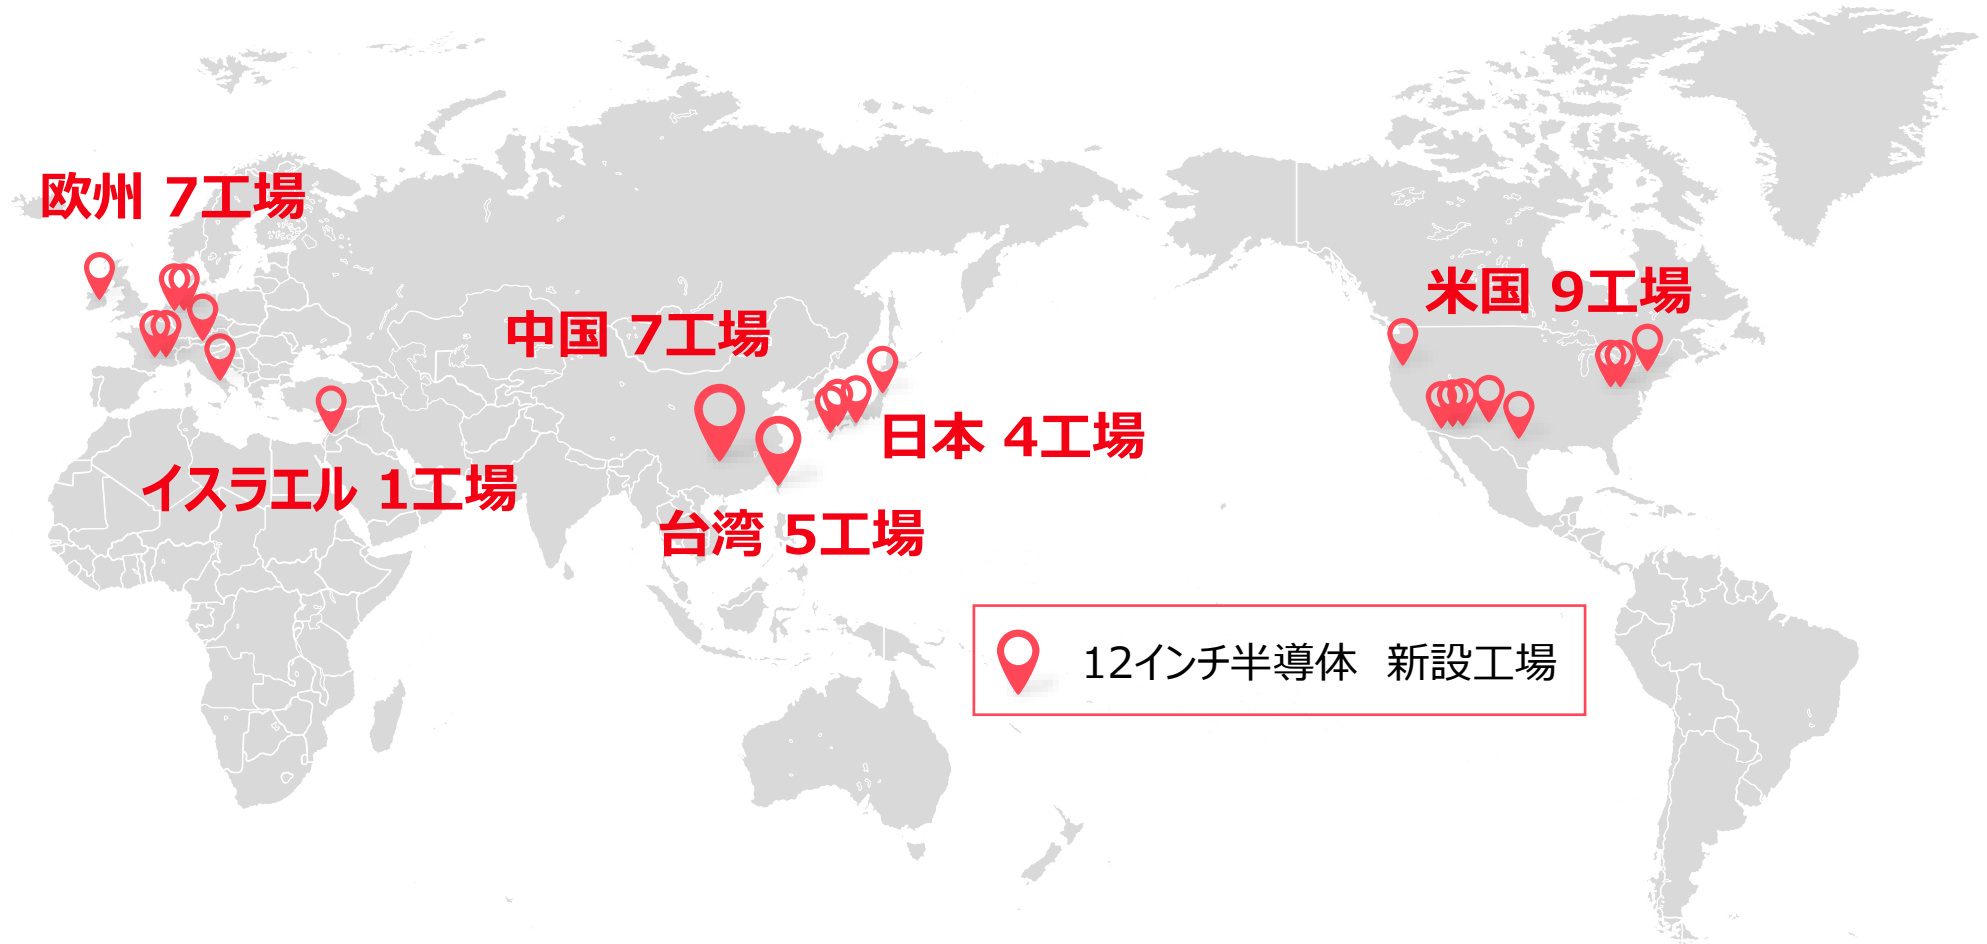 欧州 7工場
米国 9工場
中国 7工場
日本 4工場
イスラエル 1工場
台湾 5工場
12インチ半導体　新設工場